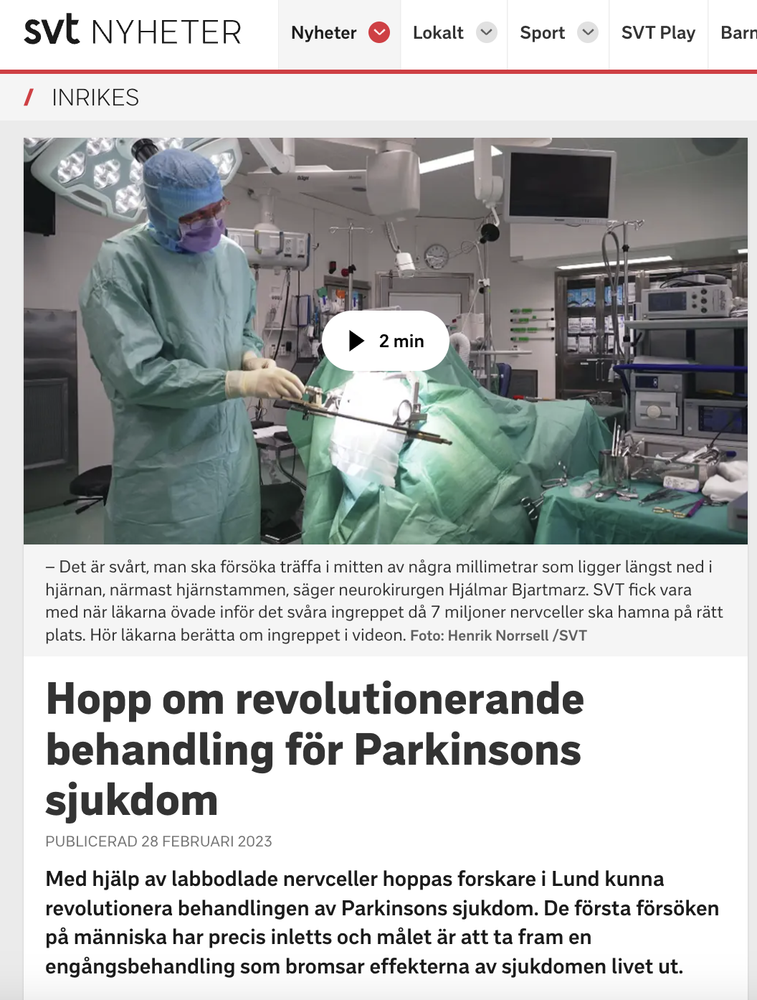 svt NYHETER
Nyheter
Lokalt
Sport
SVT Play
Barn
/ INRIKES
2 min
– Det är svårt, man ska försöka träffa i mitten av några millimetrar som ligger längst ned i
hjärnan, närmast hjärnstammen, säger neurokirurgen Hjálmar Bjartmarz. SVT fick vara
med när läkarna övade inför det svåra ingreppet då 7 miljoner nervceller ska hamna på rätt
plats. Hör läkarna berätta om ingreppet i videon. Foto: Henrik Norrsell /SVT
Hopp om revolutionerande
behandling för Parkinsons
sjukdom
PUBLICERAD 28 FEBRUARI 2023
Med hjälp av labbodlade nervceller hoppas forskare i Lund kunna
revolutionera behandlingen av Parkinsons sjukdom. De första försöken
på människa har precis inletts och målet är att ta fram en
engångsbehandling som bromsar effekterna av sjukdomen livet ut.